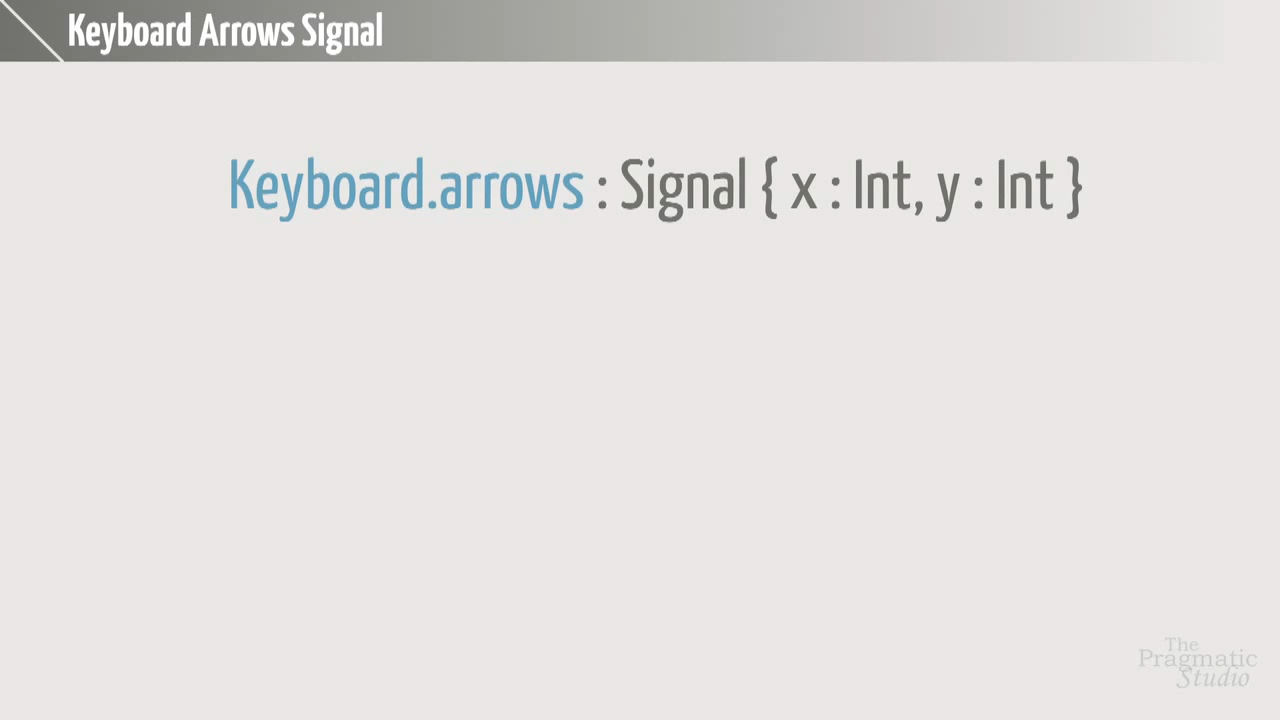 Keyboard Arrows Signal
Keyboard.arrows : Signal { x : Int, y : Int }
The
Pragmatic
Studio